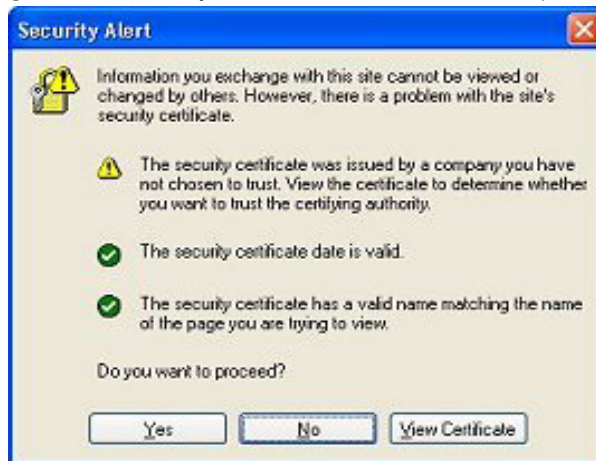 Security Alert
Information you exchange with this site cannot be viewed or
changed by others. However, there is a problem with the site's
security certificate.
The security certificate was issued by a company you have
not chosen to trust. View the certificate to determine whether
you want to trust the certifying authority.
The security certificate date is valid.
The security certificate has a valid name matching the name
of the page you are trying to view.
Do you want to proceed?
Yes
No
View Certificate